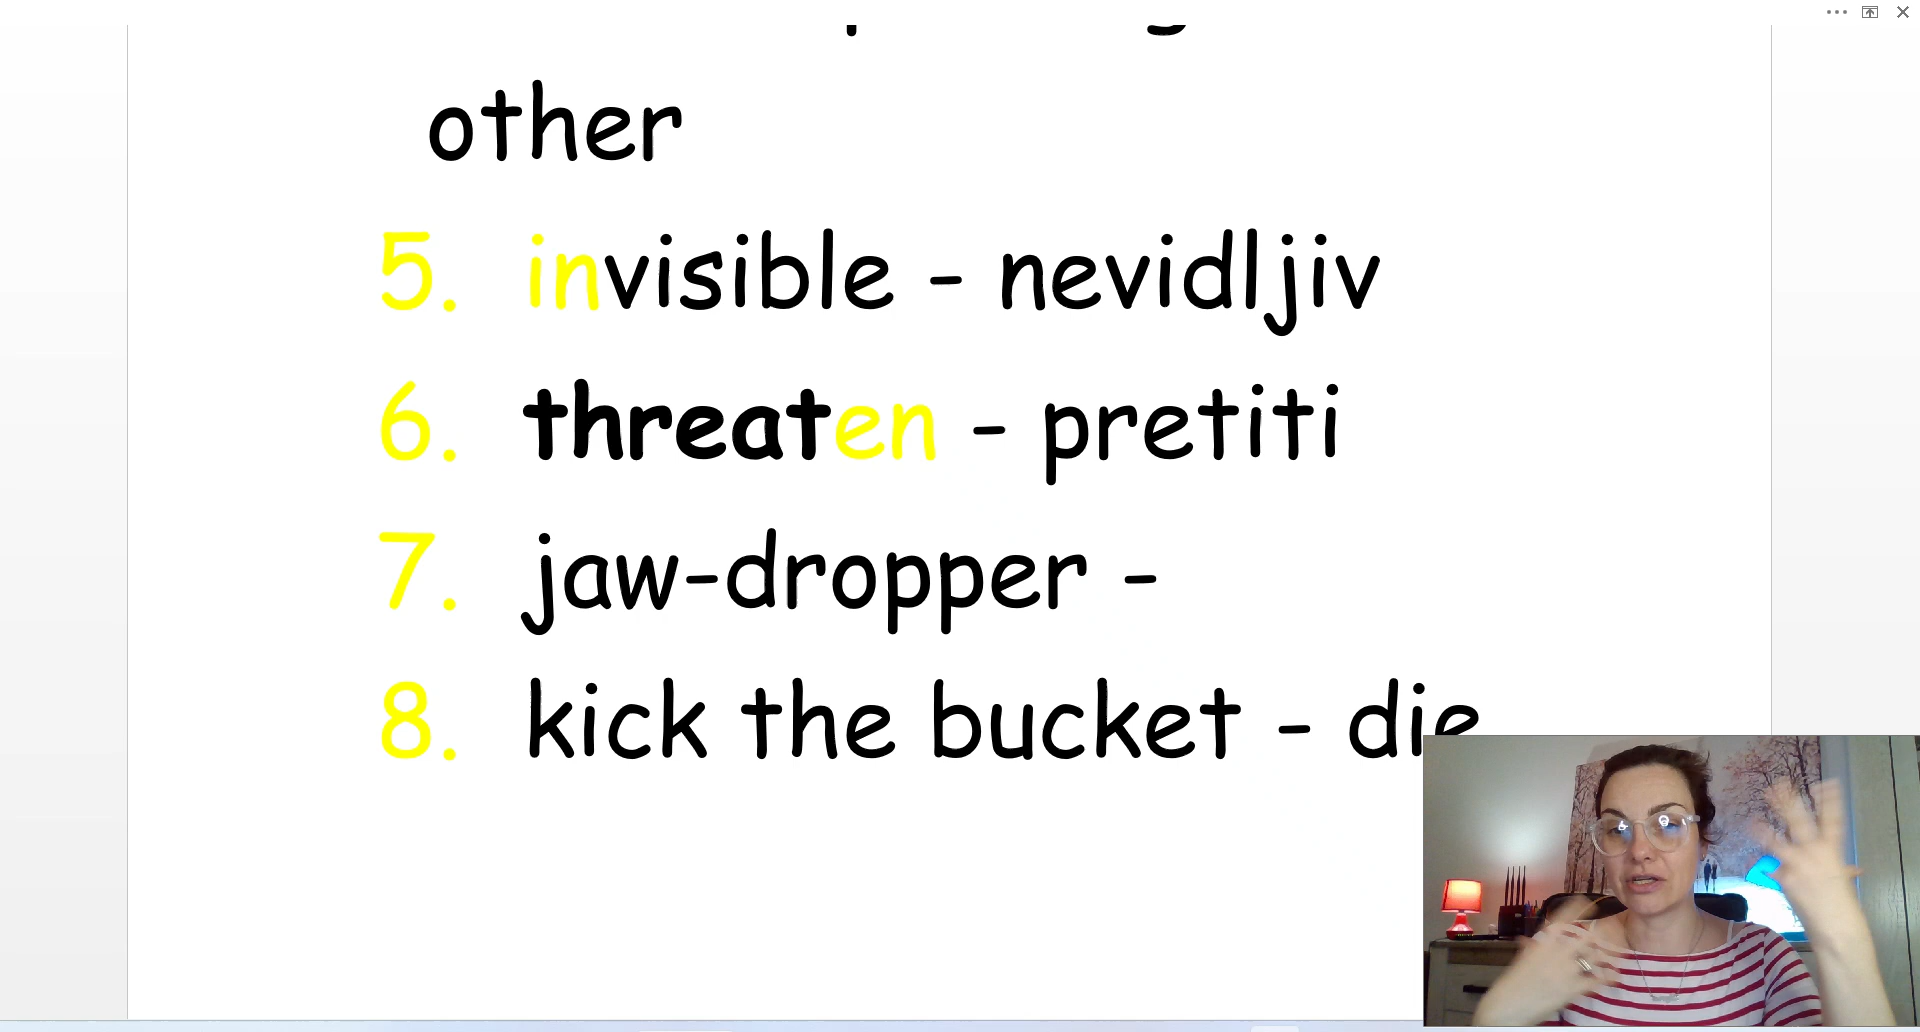 other
5. invisible - nevidljiv
6. threaten - pretiti
7. jaw-dropper -
8. kick the bucket - die